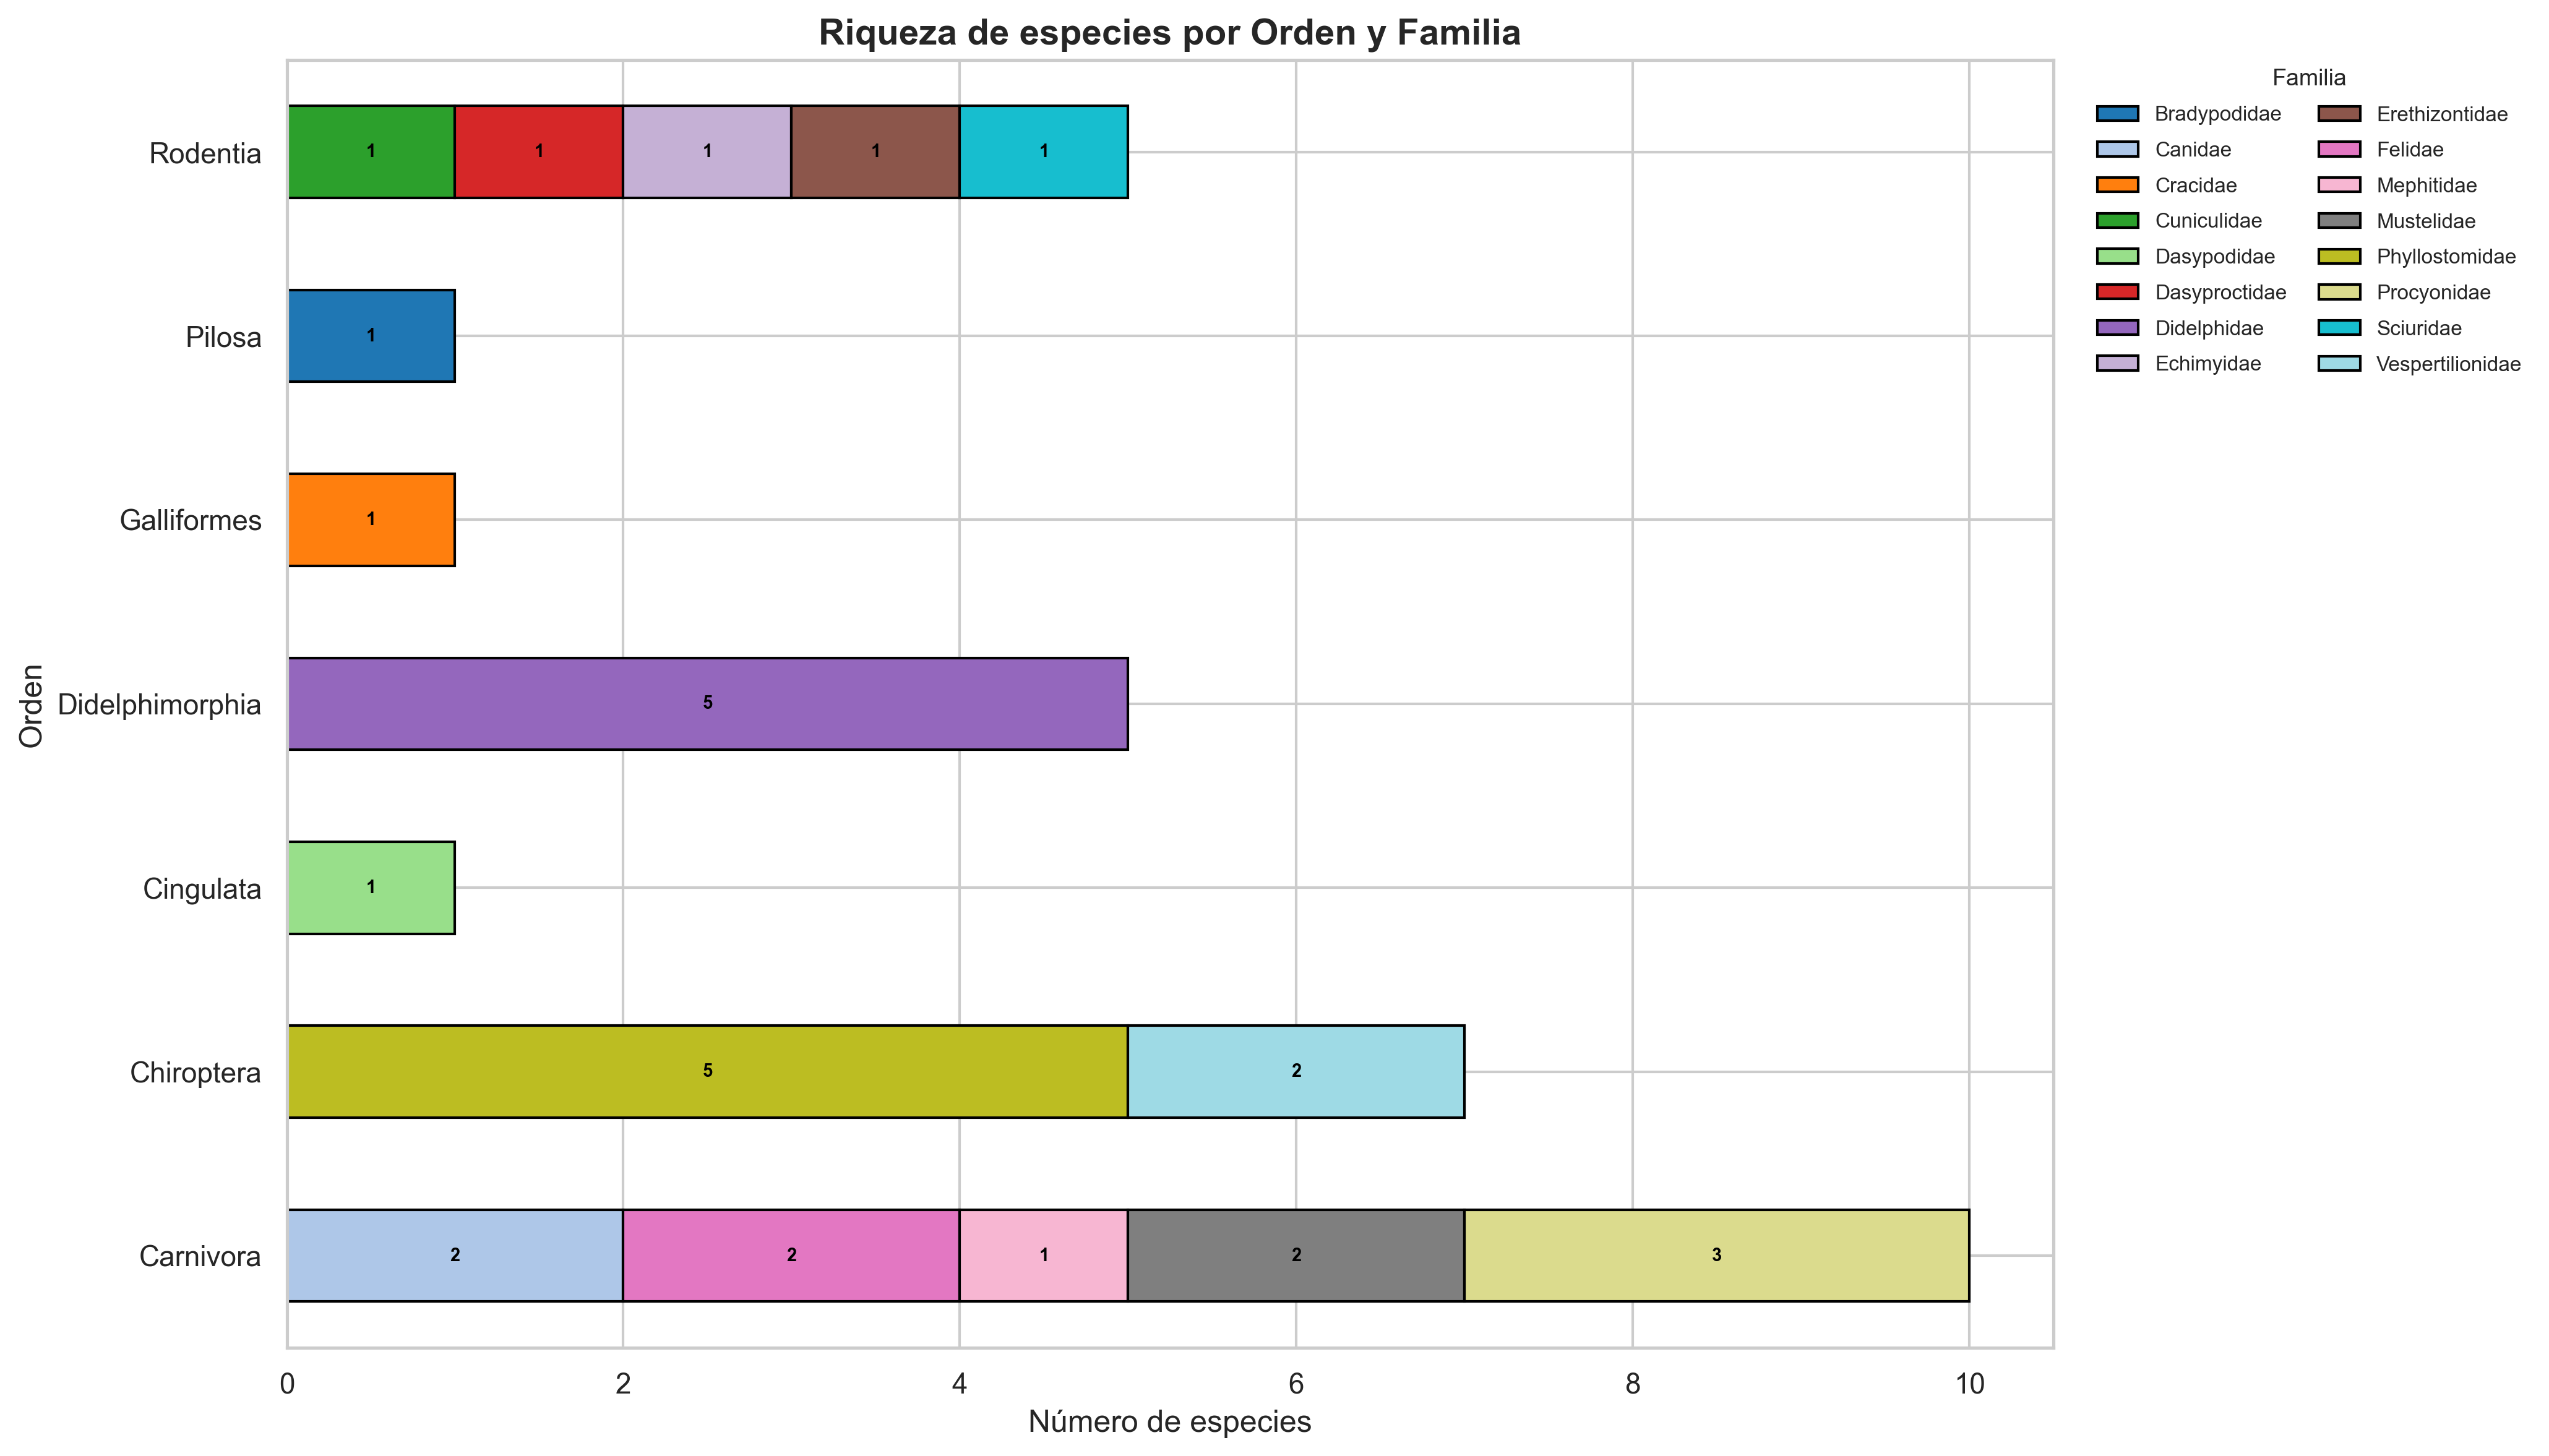 Riqueza de especies por Orden y Familia
Familia
Bradypodidae
Canidae
Cracidae
Cuniculidae
Dasypodidae
Dasyproctidae
Didelphidae
Echimyidae
Erethizontidae
Felidae
Mephitidae
Mustelidae
Phyllostomidae
Procyonidae
Sciuridae
Vespertilionidae
Orden
Rodentia
1 1 1 1 1
Pilosa
1
Galliformes
1
Didelphimorphia
5
Cingulata
1
Chiroptera
5 2
Carnivora
2 2 1 2 3
0 2 4 6 8 10
Número de especies